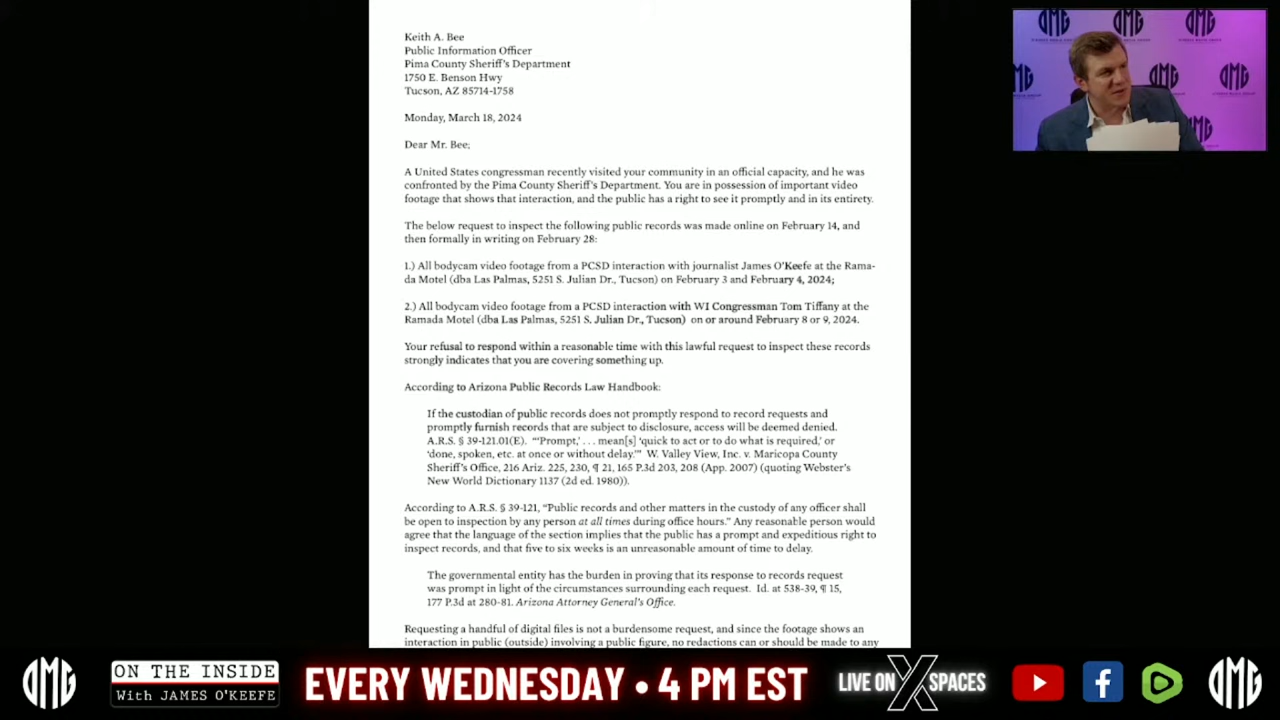 Keith A. Bee
Public Information Officer
Pima County Sheriff's Department
1750 E. Benson Hwy
Tucson, AZ 85714-1758
Monday, March 18, 2024
Dear Mr. Bee;
A United States congressman recently visited your community in an official capacity, and he was
confronted by the Pima County Sheriff's Department. You are in possession of important video
footage that shows that interaction, and the public has a right to see it promptly and in its entirety.
The below request to inspect the following public records was made online on February 14, and
then formally in writing on February 28:
1.) All bodycam video footage from a PCSD interaction with journalist James O'Keefe at the Rama-
da Motel (dba Las Palmas, 5251 S. Julian Dr., Tucson) on February 3 and February 4, 2024;
2.) All bodycam video footage from a PCSD interaction with WI Congressman Tom Tiffany at the
Ramada Motel (dba Las Palmas, 5251 S. Julian Dr., Tucson) on or around February 8 or 9, 2024.
Your refusal to respond within a reasonable time with this lawful request to inspect these records
strongly indicates that you are covering something up.
According to Arizona Public Records Law Handbook:
If the custodian of public records does not promptly respond to record requests and
promptly furnish records that are subject to disclosure, access will be deemed denied.
A.R.S. § 39-121.01(E). "'Prompt,' . . . mean[s] 'quick to act or to do what is required,' or
'done, spoken, etc. at once or without delay.'" W. Valley View, Inc. v. Maricopa County
Sheriff's Office, 216 Ariz. 225, 230, ¶ 21, 165 P.3d 203, 208 (App. 2007) (quoting Webster's
New World Dictionary 1137 (2d ed. 1980)).
According to A.R.S. § 39-121, "Public records and other matters in the custody of any officer shall
be open to inspection by any person at all times during office hours." Any reasonable person would
agree that the language of the section implies that the public has a prompt and expeditious right to
inspect records, and that five to six weeks is an unreasonable amount of time to delay.
The governmental entity has the burden in proving that its response to records request
was prompt in light of the circumstances surrounding each request. Id. at 538-39, ¶ 15,
177 P.3d at 280-81. Arizona Attorney General's Office.
Requesting a handful of digital files is not a burdensome request, and since the footage shows an
interaction in public (outside) involving a public figure, no redactions can or should be made to any
OMG
OMG
OMG
OMG
OMG
OMG
OMG
ON THE INSIDE
With JAMES O'KEEFE
EVERY WEDNESDAY • 4 PM EST
LIVE ON X SPACES
OMG